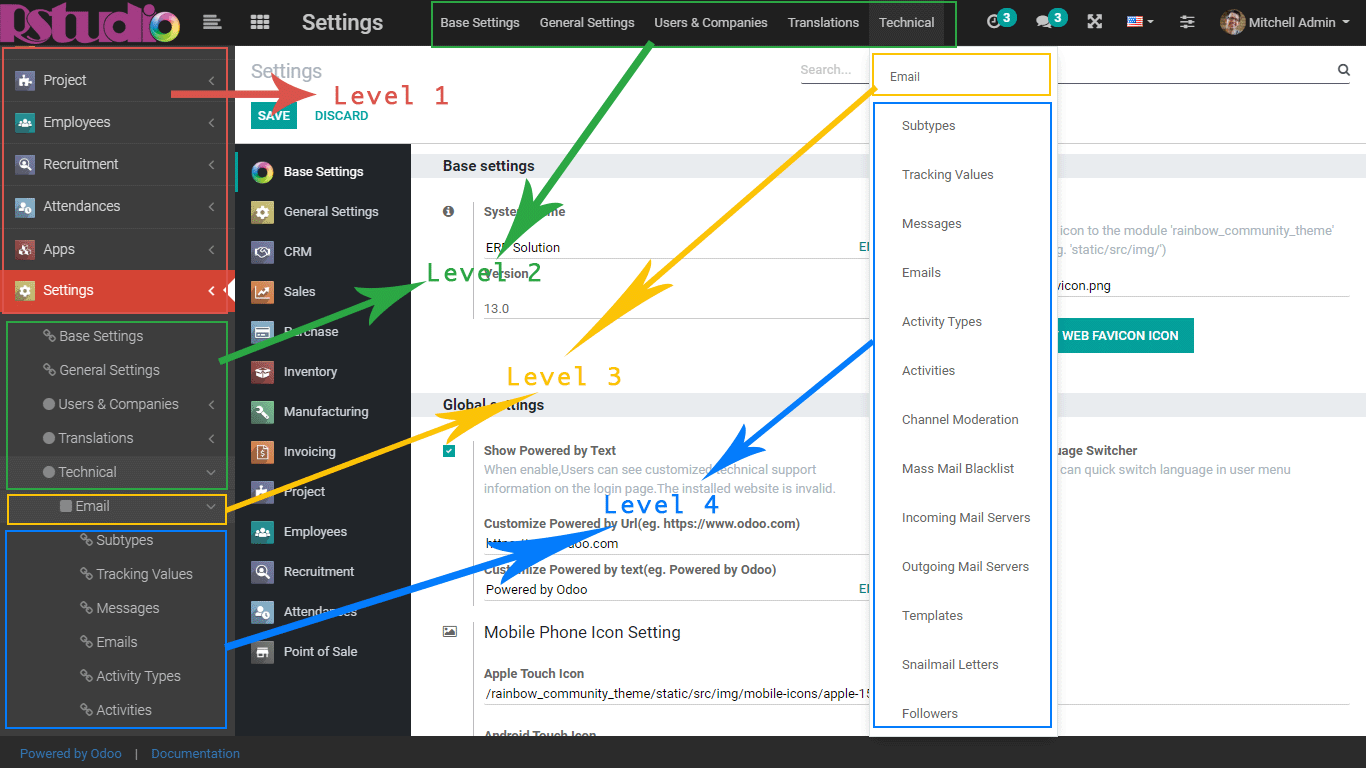 RStudio
Settings
Base Settings
General Settings
Users & Companies
Translations
Technical
3
3
Mitchell Admin
Project
Employees
Recruitment
Attendances
Apps
Settings
Base Settings
General Settings
Users & Companies
Translations
Technical
Email
Subtypes
Tracking Values
Messages
Emails
Activity Types
Activities
Level 1
Level 2
Level 3
Level 4
Settings
Search...
SAVE
DISCARD
Base Settings
General Settings
CRM
Sales
Purchase
Inventory
Manufacturing
Invoicing
Project
Employees
Recruitment
Attendances
Point of Sale
Base settings
System Name
ERP Solution
Version
13.0
icon to the module 'rainbow_community_theme'
g. 'static/src/img/')
vicon.png
WEB FAVICON ICON
Global settings
Show Powered by Text
When enable,Users can see customized technical support
information on the login page.The installed website is invalid.
Customize Powered by Url(eg. https://www.odoo.com)
Customize Powered by text(eg. Powered by Odoo)
Powered by Odoo
uage Switcher
can quick switch language in user menu
Mobile Phone Icon Setting
Apple Touch Icon
/rainbow_community_theme/static/src/img/mobile-icons/apple-15
Android Touch Icon
Email
Subtypes
Tracking Values
Messages
Emails
Activity Types
Activities
Channel Moderation
Mass Mail Blacklist
Incoming Mail Servers
Outgoing Mail Servers
Templates
Snailmail Letters
Followers
Powered by Odoo | Documentation